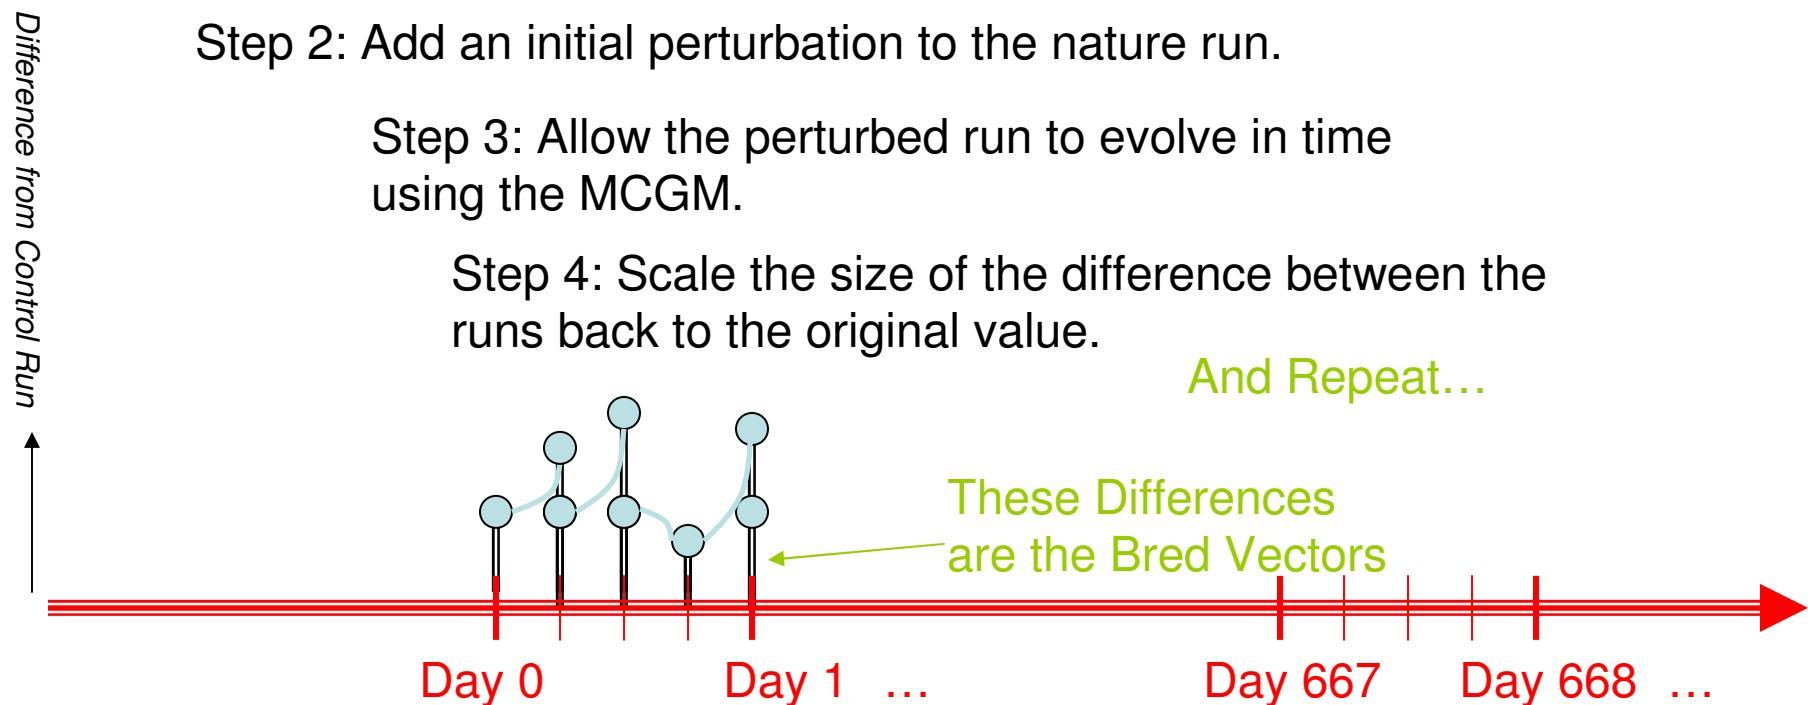 Difference from Control Run
Step 2: Add an initial perturbation to the nature run.
Step 3: Allow the perturbed run to evolve in time
using the MCGM.
Step 4: Scale the size of the difference between the
runs back to the original value.
And Repeat…
These Differences
are the Bred Vectors
Day 0
Day 1 …
Day 667
Day 668 …